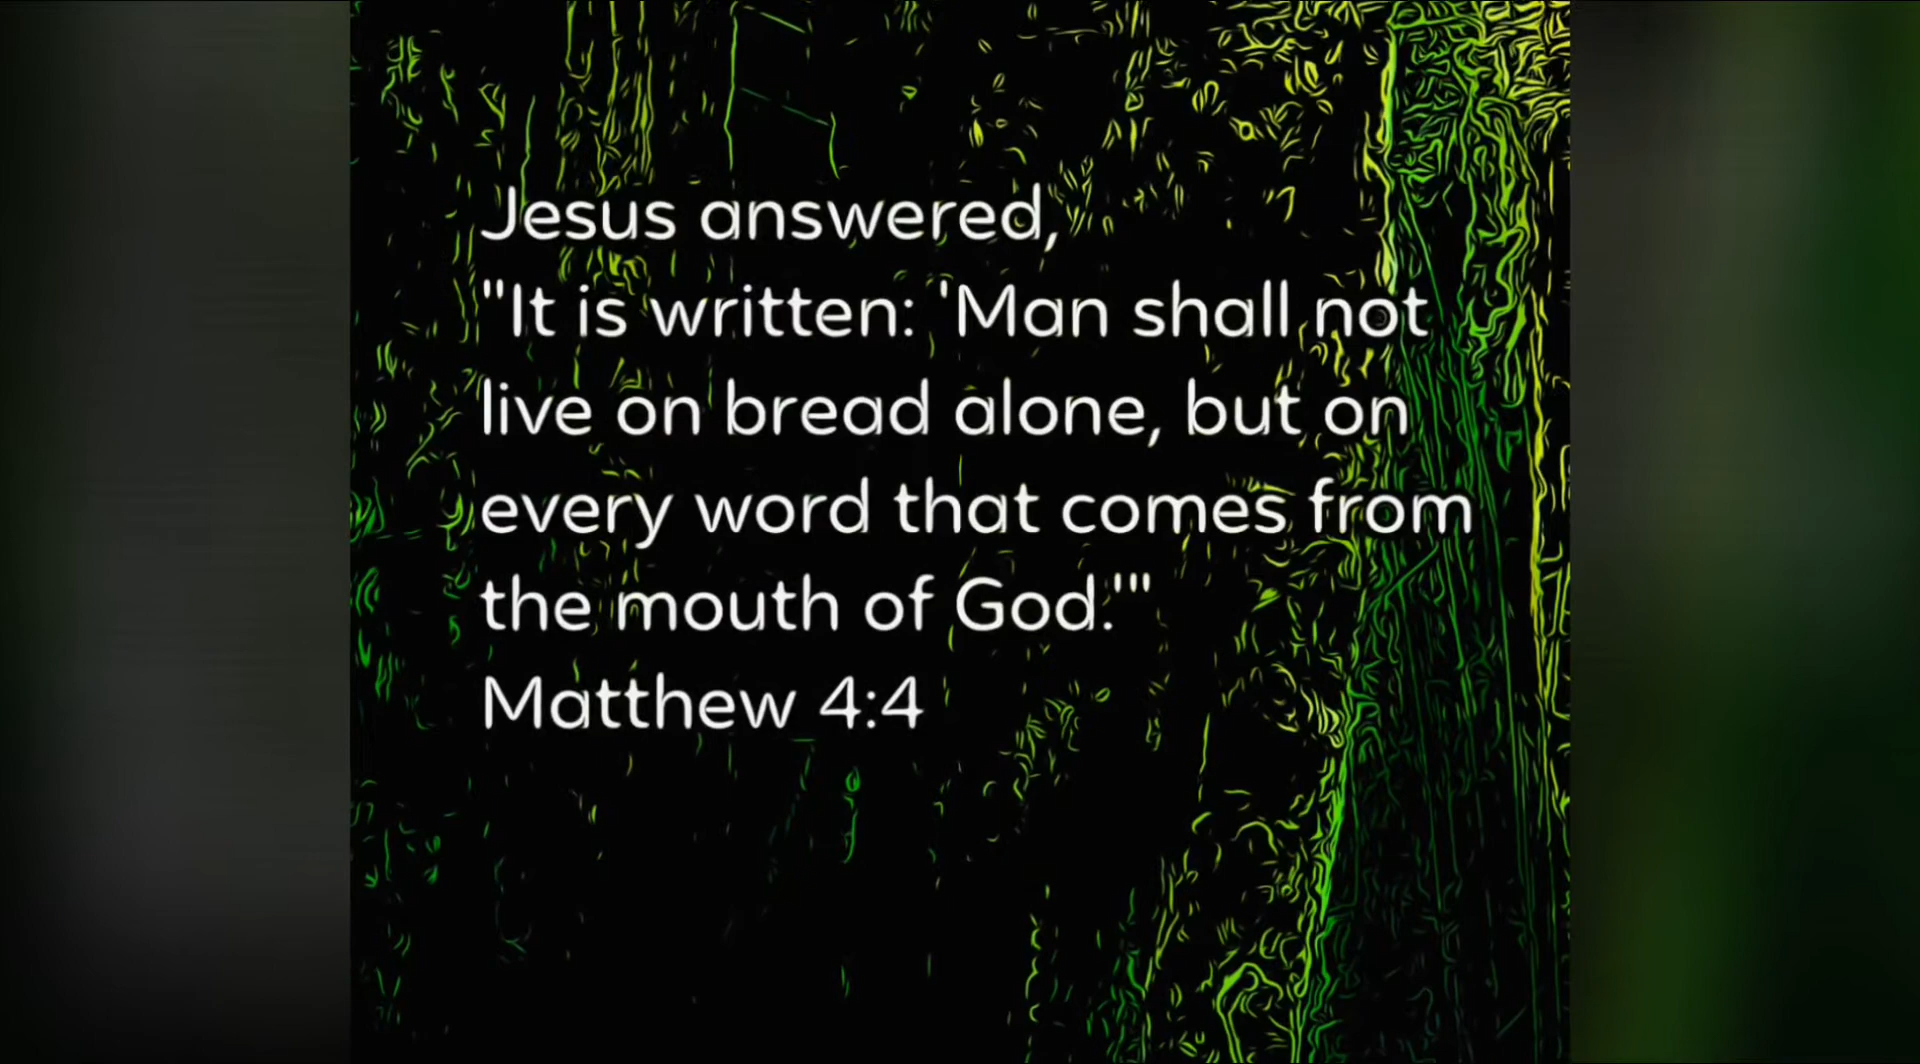 Jesus answered,
"It is written: 'Man shall not
live on bread alone, but on
every word that comes from
the mouth of God.'"
Matthew 4:4